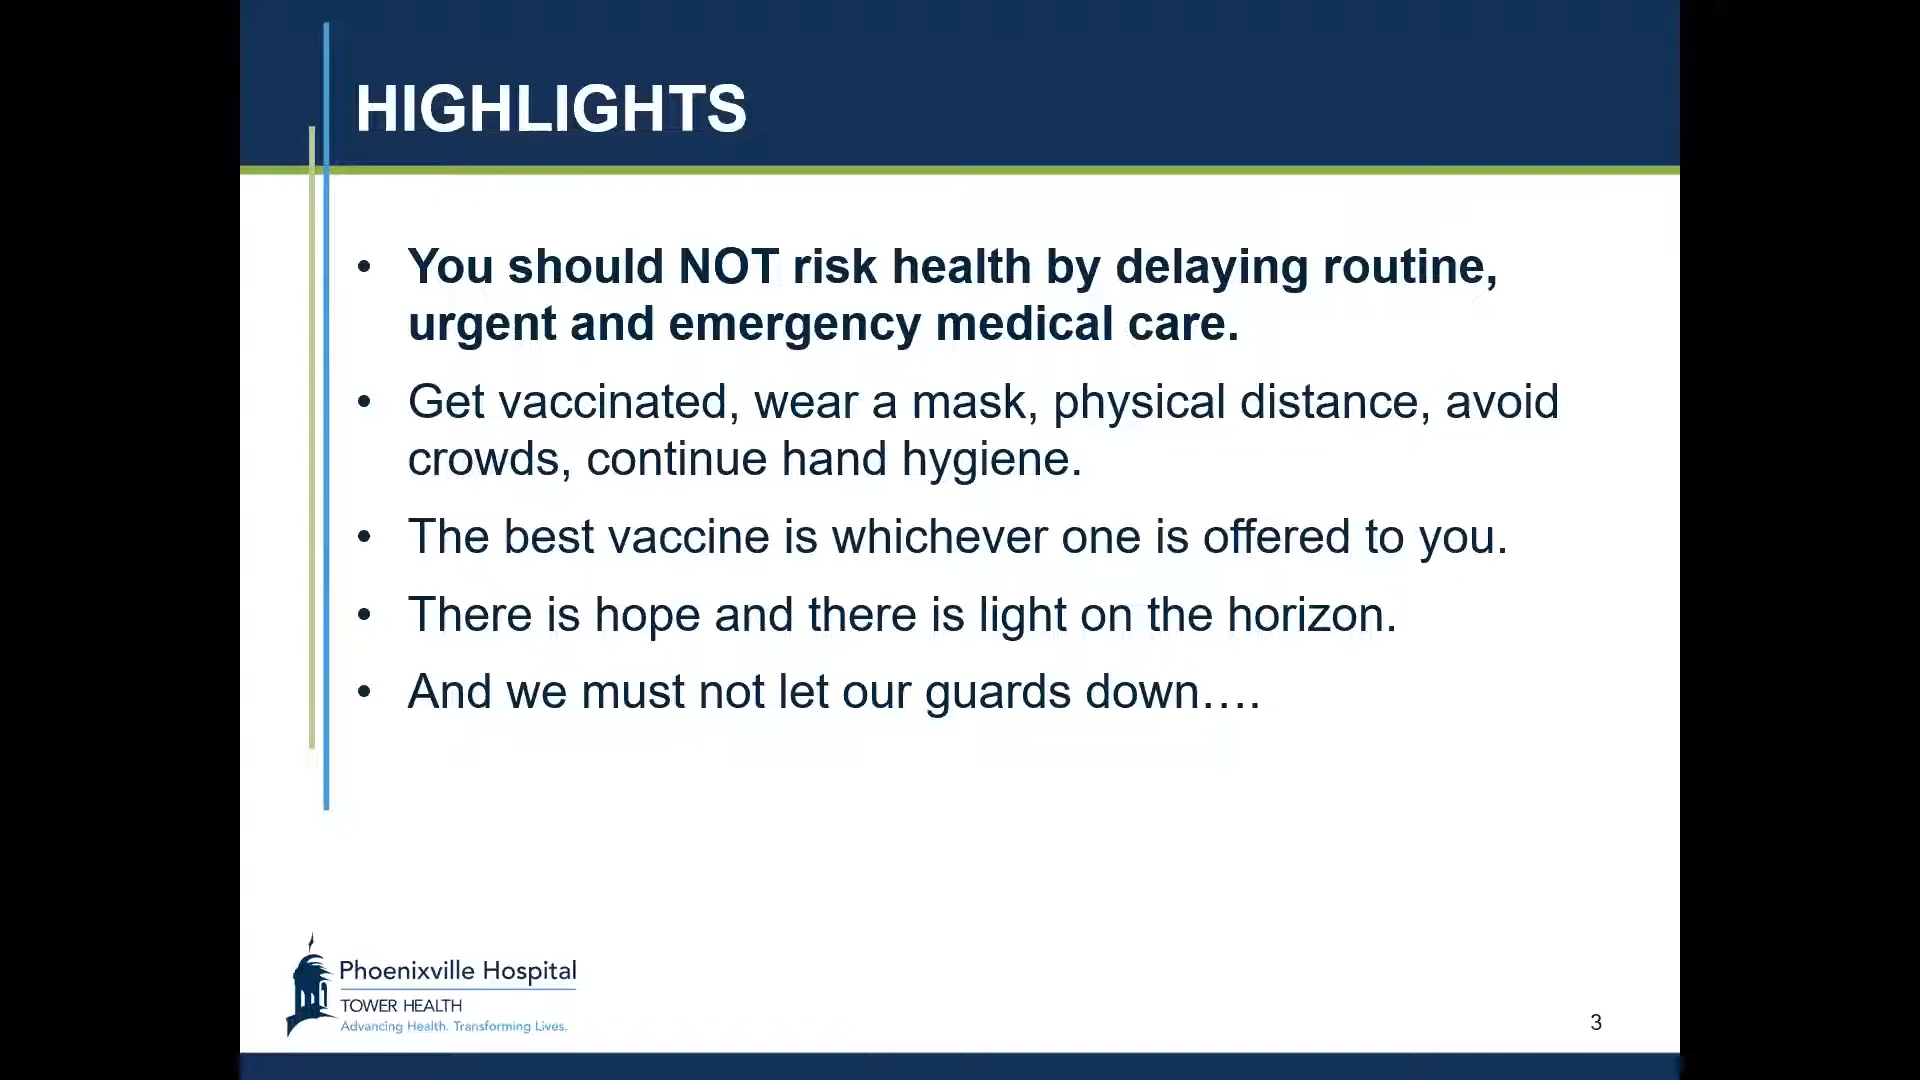 HIGHLIGHTS
• You should NOT risk health by delaying routine,
urgent and emergency medical care.
• Get vaccinated, wear a mask, physical distance, avoid
crowds, continue hand hygiene.
• The best vaccine is whichever one is offered to you.
• There is hope and there is light on the horizon.
• And we must not let our guards down….
Phoenixville Hospital
TOWER HEALTH
Advancing Health. Transforming Lives.
3